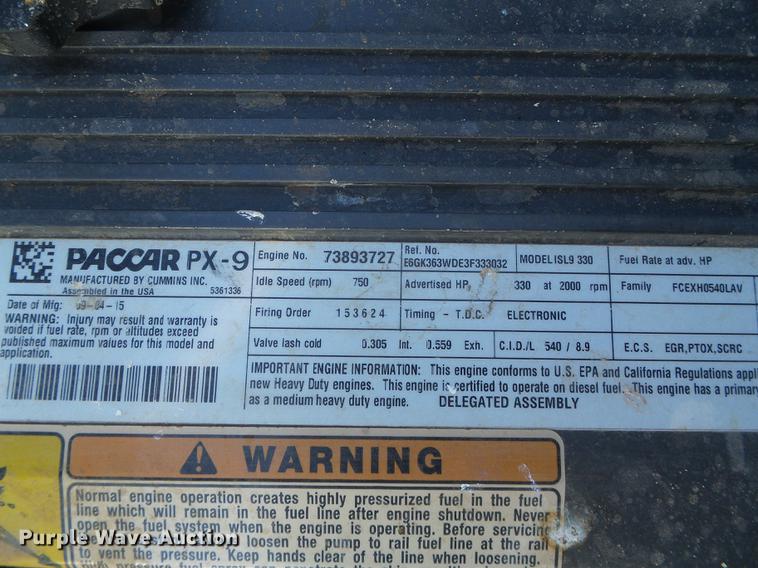 PACCAR PX-9
MANUFACTURED BY CUMMINS INC.
Assembled in the USA 5361336
Date of Mfg: 09-04-15
WARNING: Injury may result and warranty is
voided if fuel rate, rpm or altitudes exceed
published maximum values for this model and
application.
Engine No. 73893727
Ref. No.
E6GK363WDE3F333032
MODEL ISL9 330
Fuel Rate at adv. HP
Idle Speed (rpm) 750
Advertised HP, 330 at 2000 rpm
Family FCEXH0540LAV
Firing Order 153624
Timing - T.D.C. ELECTRONIC
Valve lash cold 0.305 Int. 0.559 Exh.
C.I.D./L 540 / 8.9
E.C.S. EGR,PTOX,SCRC
IMPORTANT ENGINE INFORMATION: This engine conforms to U.S. EPA and California Regulations appl
new Heavy Duty engines. This engine is certified to operate on diesel fuel. This engine has a primary
as a medium heavy duty engine. DELEGATED ASSEMBLY
WARNING
Normal engine operation creates highly pressurized fuel in the fuel
line which will remain in the fuel line after engine shutdown. Never
open the fuel system when the engine is operating. Before servicing
loosen the pump to rail fuel line at the rail
to vent the pressure. Keep hands clear of the line when loosening.
Purple Wave Auction
Purple Wave Auction